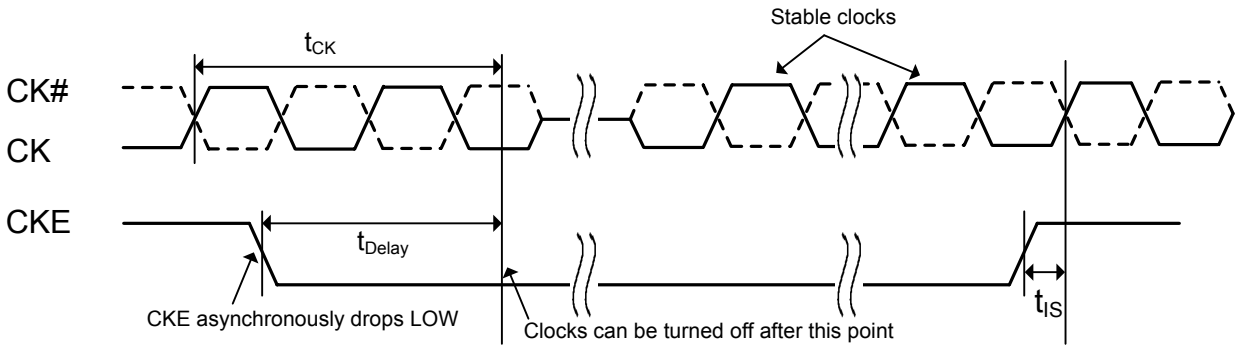 Stable clocks
tCK
CK#
CK
CKE
tDelay
tIS
CKE asynchronously drops LOW
Clocks can be turned off after this point